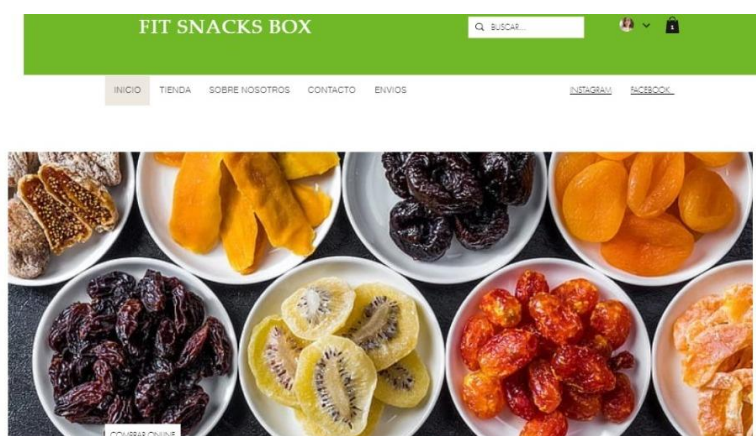 FIT SNACKS BOX
BUSCAR...
INICIO TIENDA SOBRE NOSOTROS CONTACTO ENVIOS INSTAGRAM FACEBOOK
COMPRAR ONLINE